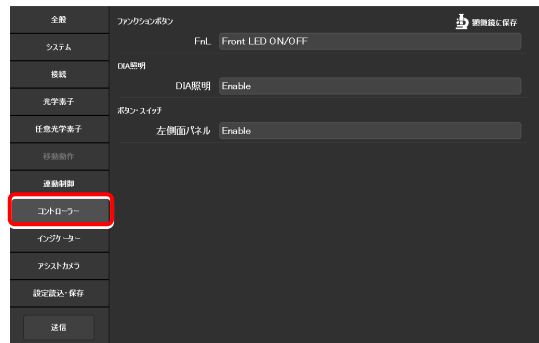 全般
システム
接続
光学素子
任意光学素子
移動動作
連動制御
コントローラー
インジケーター
アシストカメラ
設定読込・保存
送信
ファンクションボタン
顕微鏡に保存
FnL Front LED ON/OFF
DIA照明
DIA照明 Enable
ボタン・スイッチ
左側面パネル Enable